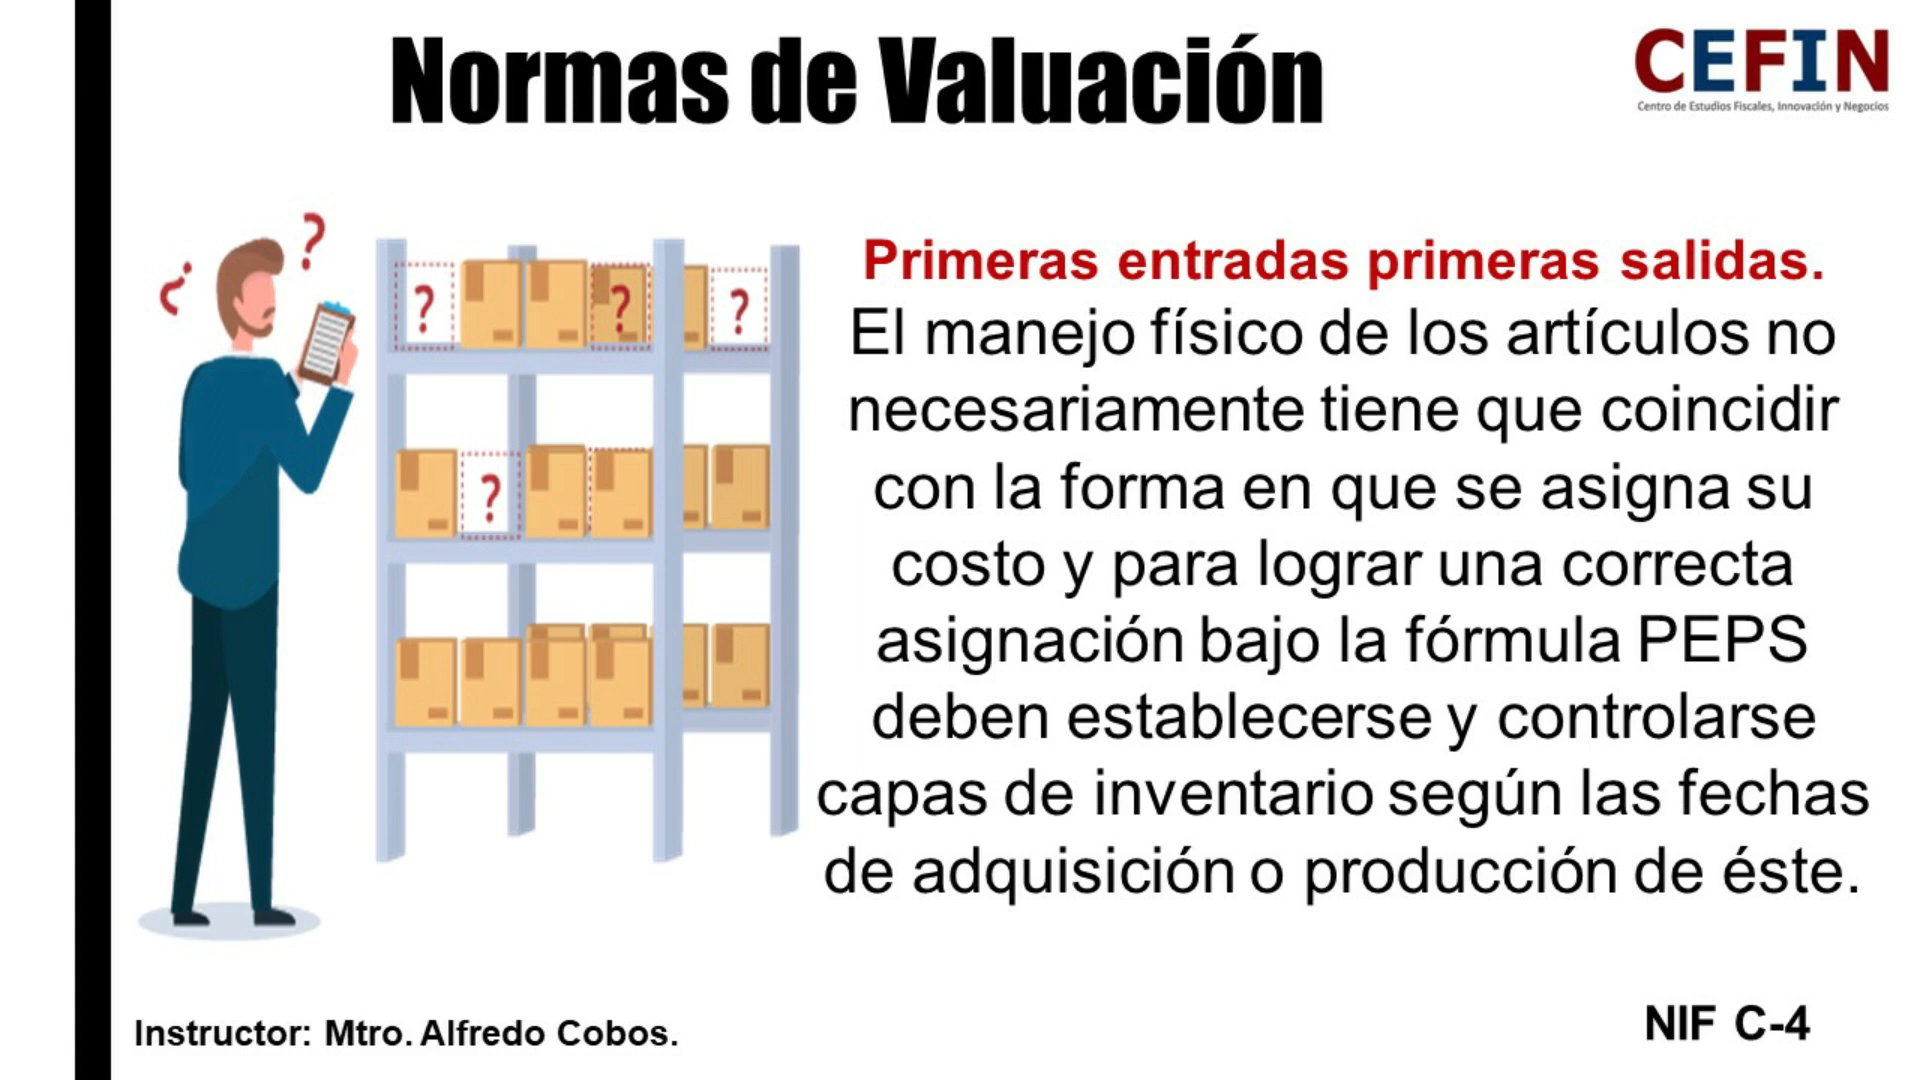 Normas de Valuación
CEFIN
Centro de Estudios Fiscales, Innovación y Negocios
¿ ?
? ? ?
?
Primeras entradas primeras salidas.
El manejo físico de los artículos no
necesariamente tiene que coincidir
con la forma en que se asigna su
costo y para lograr una correcta
asignación bajo la fórmula PEPS
deben establecerse y controlarse
capas de inventario según las fechas
de adquisición o producción de éste.
Instructor: Mtro. Alfredo Cobos.
NIF C-4